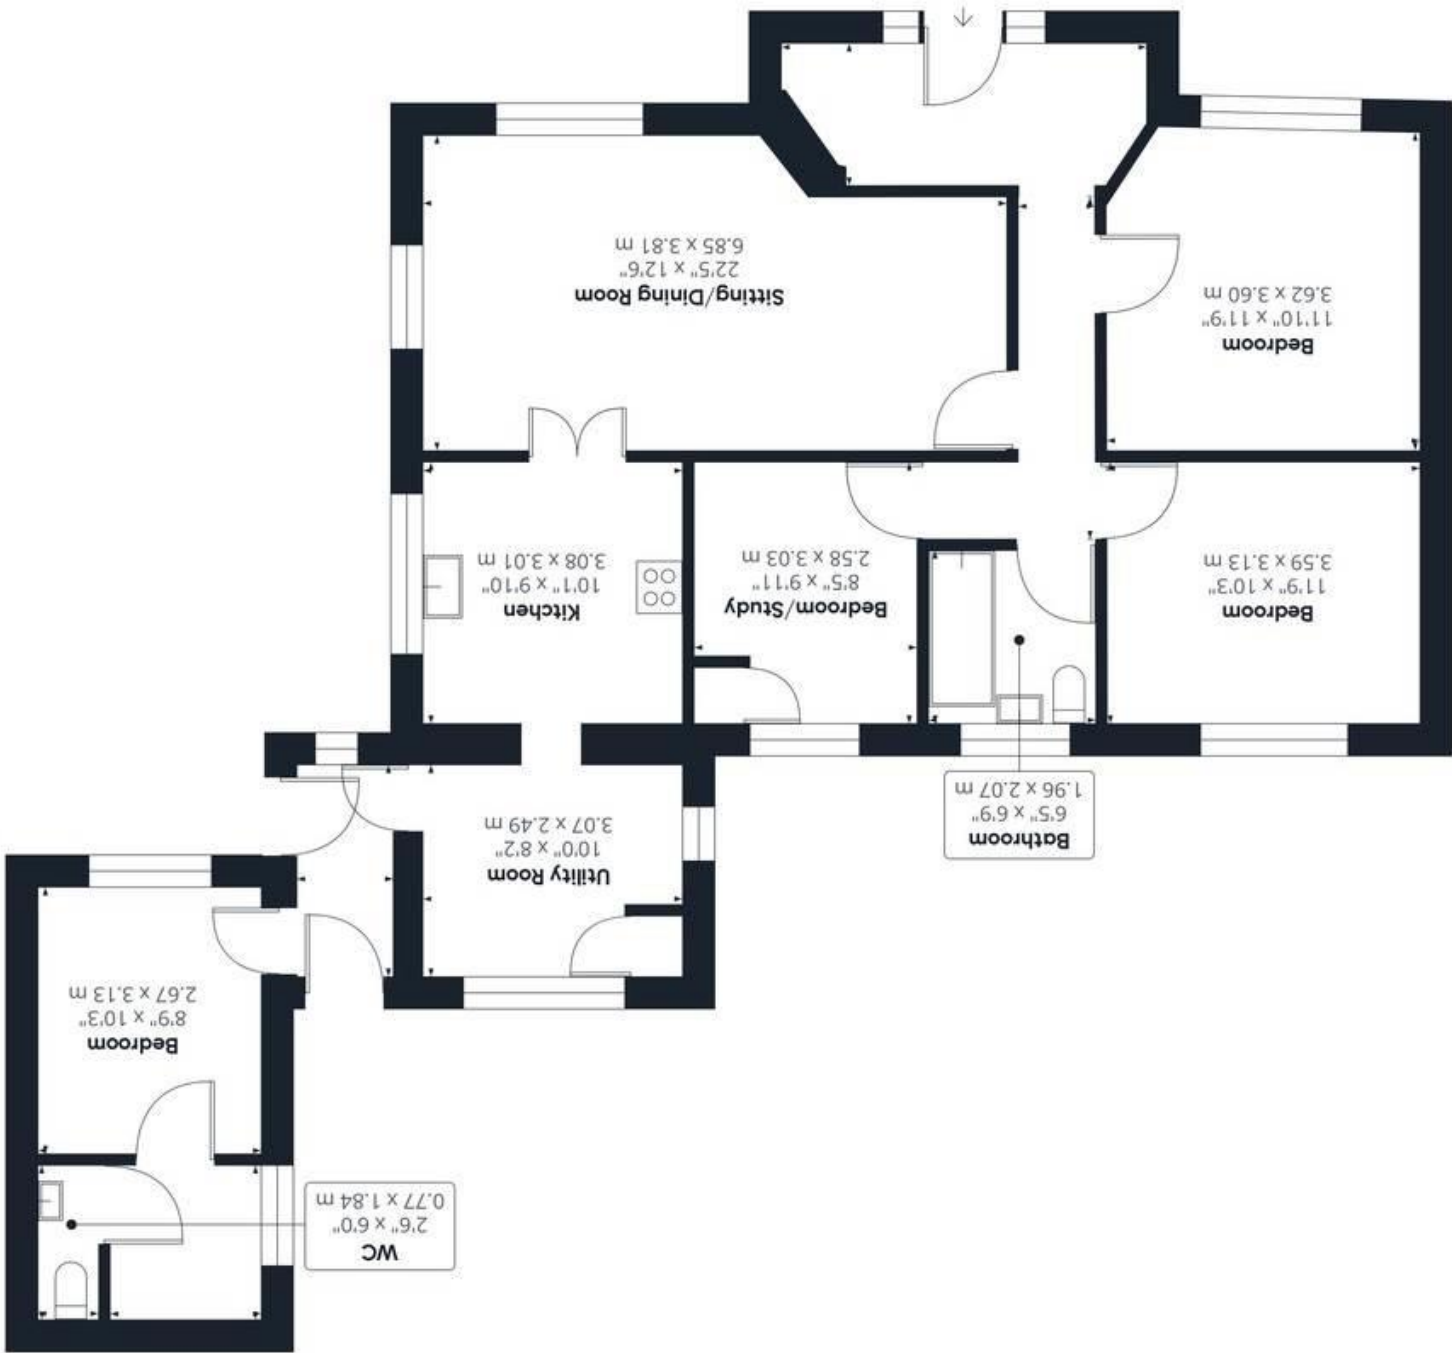 WC
2'6" x 6'0"
0.77 x 1.84 m
Bedroom
8'9" x 10'3"
2.67 x 3.13 m
Utility Room
10'0" x 8'2"
3.07 x 2.49 m
Bathroom
6'5" x 6'9"
1.96 x 2.07 m
Bedroom
11'9" x 10'3"
3.59 x 3.13 m
Bedroom/Study
8'5" x 9'11"
2.58 x 3.03 m
Kitchen
10'1" x 9'10"
3.08 x 3.01 m
Bedroom
11'10" x 11'9"
3.62 x 3.60 m
Sitting/Dining Room
22'5" x 12'6"
6.85 x 3.81 m